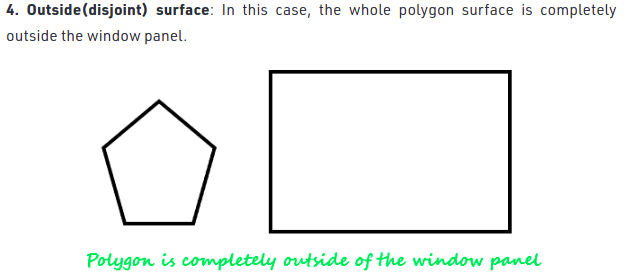 4. Outside(disjoint) surface: In this case, the whole polygon surface is completely
outside the window panel.
Polygon is completely outside of the window panel